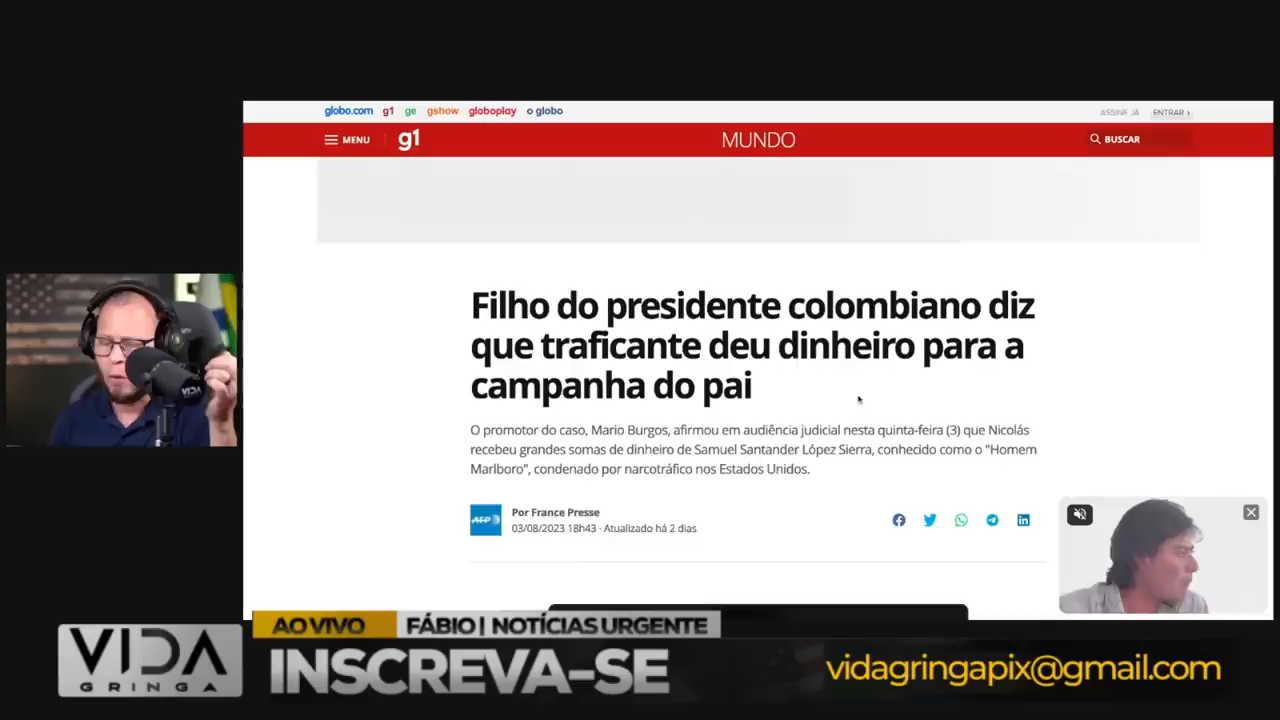 globo.com g1 ge gshow globoplay o globo ASSINE JÁ ENTRAR ›
MENU g1 MUNDO BUSCAR
Filho do presidente colombiano diz
que traficante deu dinheiro para a
campanha do pai
O promotor do caso, Mario Burgos, afirmou em audiência judicial nesta quinta-feira (3) que Nicolás
recebeu grandes somas de dinheiro de Samuel Santander López Sierra, conhecido como o "Homem
Marlboro", condenado por narcotráfico nos Estados Unidos.
AFP
Por France Presse
03/08/2023 18h43 · Atualizado há 2 dias
VIDA
AO VIVO FÁBIO | NOTÍCIAS URGENTE
VIDA
GRINGA
INSCREVA-SE
vidagringapix@gmail.com